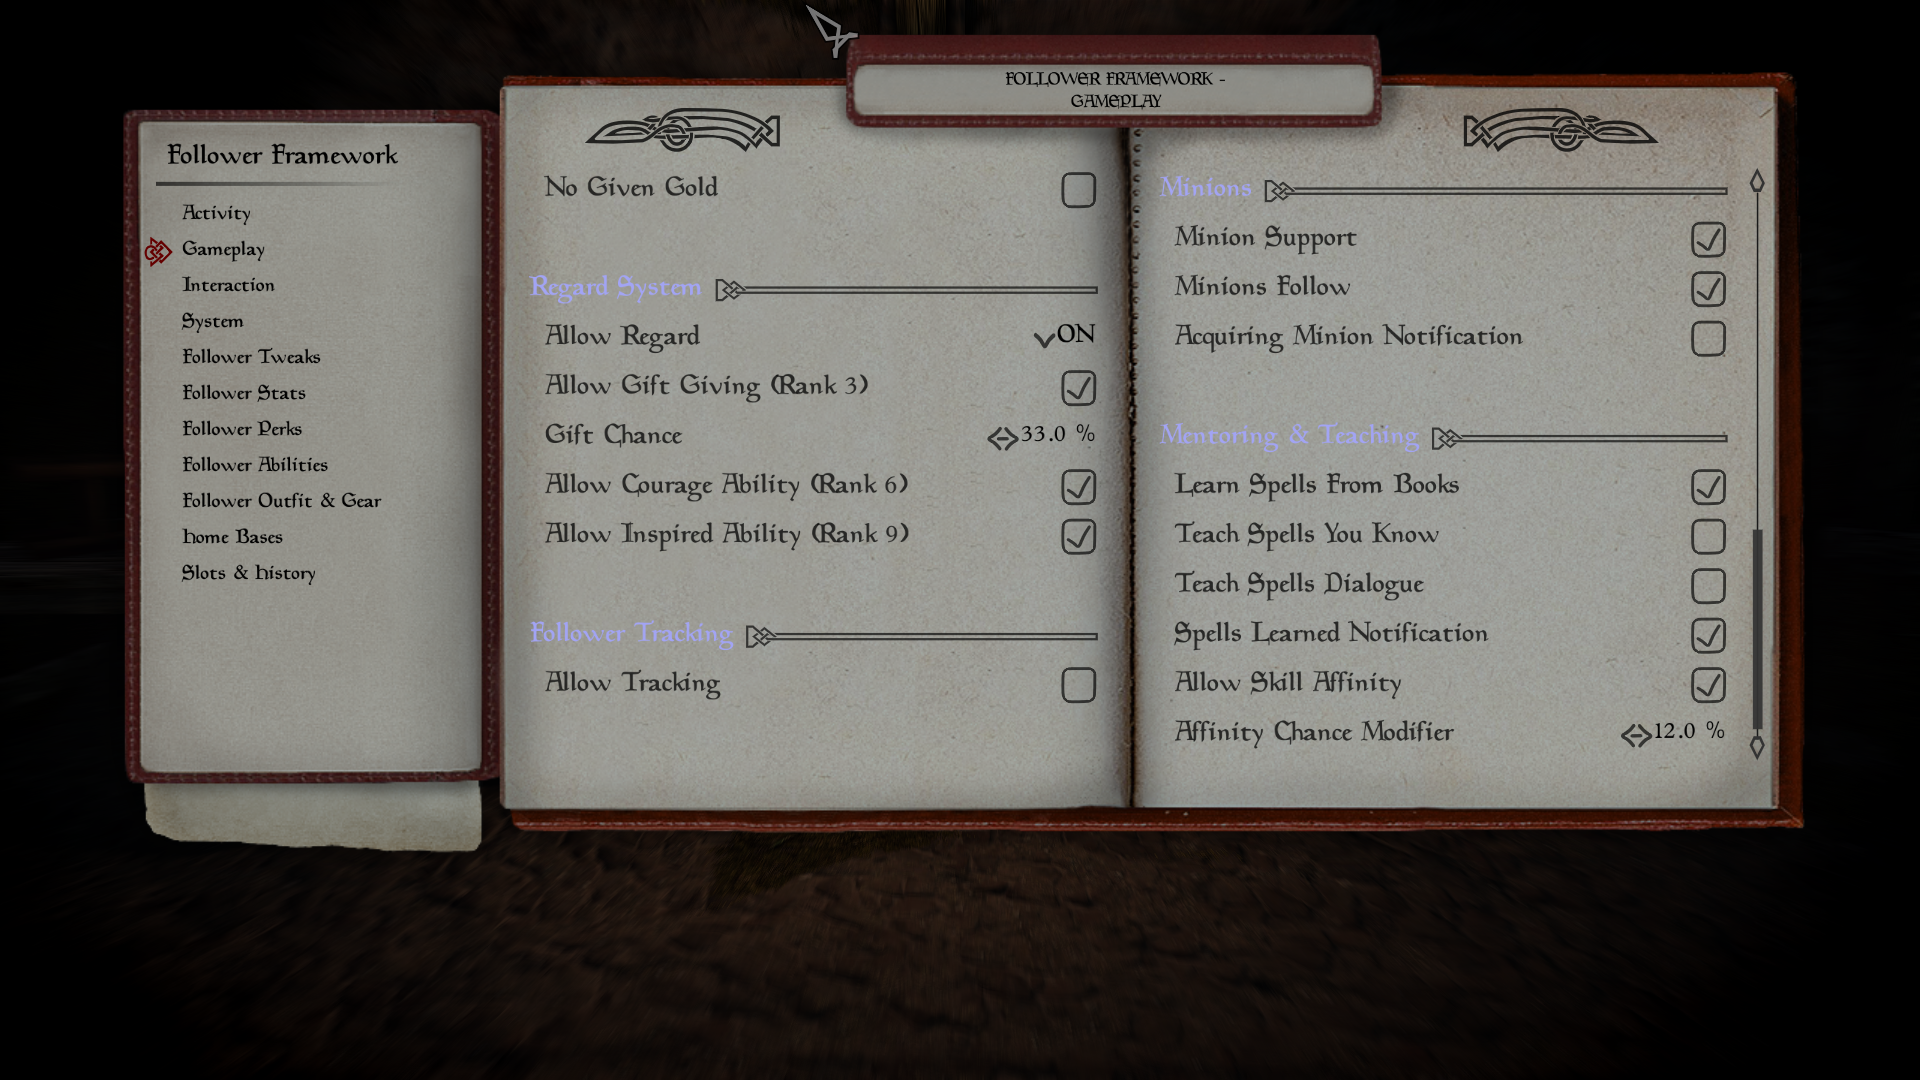 FOLLOWER FRAMEWORK -
GAMEPLAY
Follower Framework
Activity
Gameplay
Interaction
System
Follower Tweaks
Follower Stats
Follower Perks
Follower Abilities
Follower Outfit & Gear
Home Bases
Slots & History
No Given Gold
Regard System
Allow Regard ON
Allow Gift Giving (Rank 3)
Gift Chance 33.0 %
Allow Courage Ability (Rank 6)
Allow Inspired Ability (Rank 9)
Follower Tracking
Allow Tracking
Minions
Minion Support
Minions Follow
Acquiring Minion Notification
Mentoring & Teaching
Learn Spells From Books
Teach Spells You Know
Teach Spells Dialogue
Spells Learned Notification
Allow Skill Affinity
Affinity Chance Modifier 12.0 %